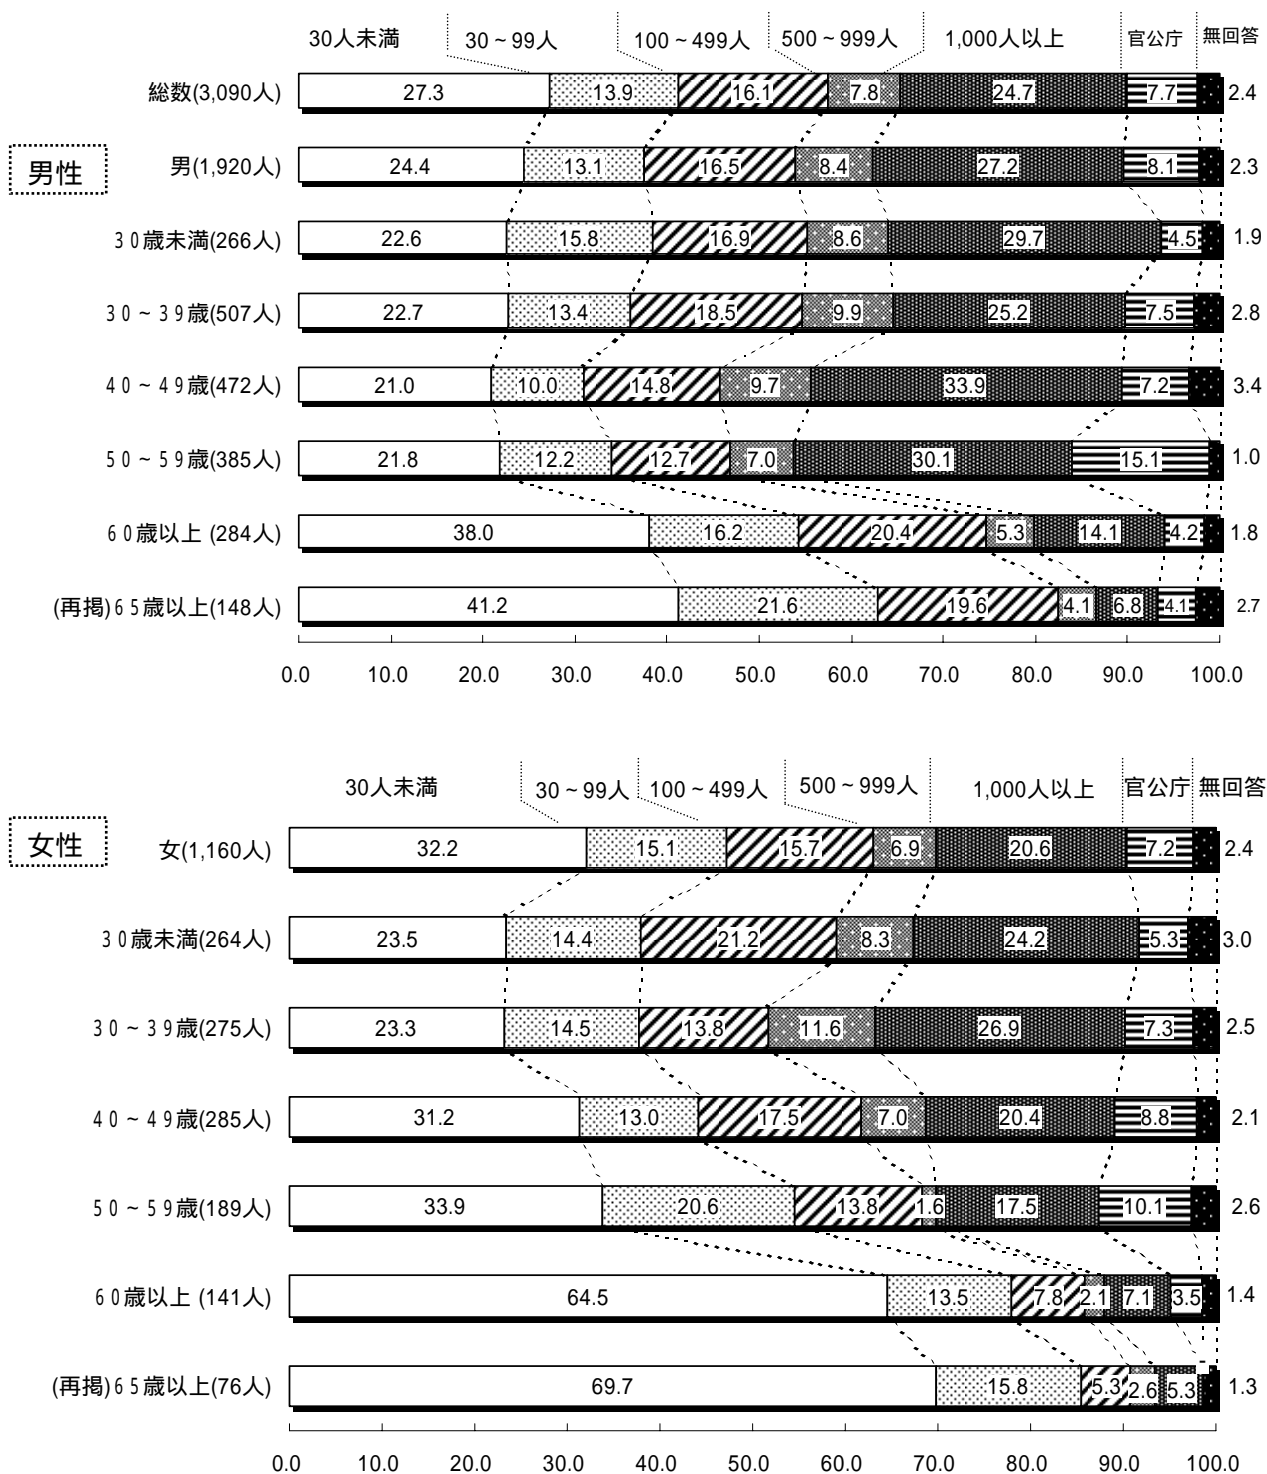 30人未満 30～99人 100～499人 500～999人 1,000人以上 官公庁 無回答
総数(3,090人) 27.3 13.9 16.1 7.8 24.7 7.7 2.4
男性
男(1,920人) 24.4 13.1 16.5 8.4 27.2 8.1 2.3
30歳未満(266人) 22.6 15.8 16.9 8.6 29.7 4.5 1.9
30～39歳(507人) 22.7 13.4 18.5 9.9 25.2 7.5 2.8
40～49歳(472人) 21.0 10.0 14.8 9.7 33.9 7.2 3.4
50～59歳(385人) 21.8 12.2 12.7 7.0 30.1 15.1 1.0
60歳以上 (284人) 38.0 16.2 20.4 5.3 14.1 4.2 1.8
(再掲)65歳以上(148人) 41.2 21.6 19.6 4.1 6.8 4.1 2.7
0.0 10.0 20.0 30.0 40.0 50.0 60.0 70.0 80.0 90.0 100.0
30人未満 30～99人 100～499人 500～999人 1,000人以上 官公庁 無回答
女性
女(1,160人) 32.2 15.1 15.7 6.9 20.6 7.2 2.4
30歳未満(264人) 23.5 14.4 21.2 8.3 24.2 5.3 3.0
30～39歳(275人) 23.3 14.5 13.8 11.6 26.9 7.3 2.5
40～49歳(285人) 31.2 13.0 17.5 7.0 20.4 8.8 2.1
50～59歳(189人) 33.9 20.6 13.8 1.6 17.5 10.1 2.6
60歳以上 (141人) 64.5 13.5 7.8 2.1 7.1 3.5 1.4
(再掲)65歳以上(76人) 69.7 15.8 5.3 2.6 5.3 1.3
0.0 10.0 20.0 30.0 40.0 50.0 60.0 70.0 80.0 90.0 100.0